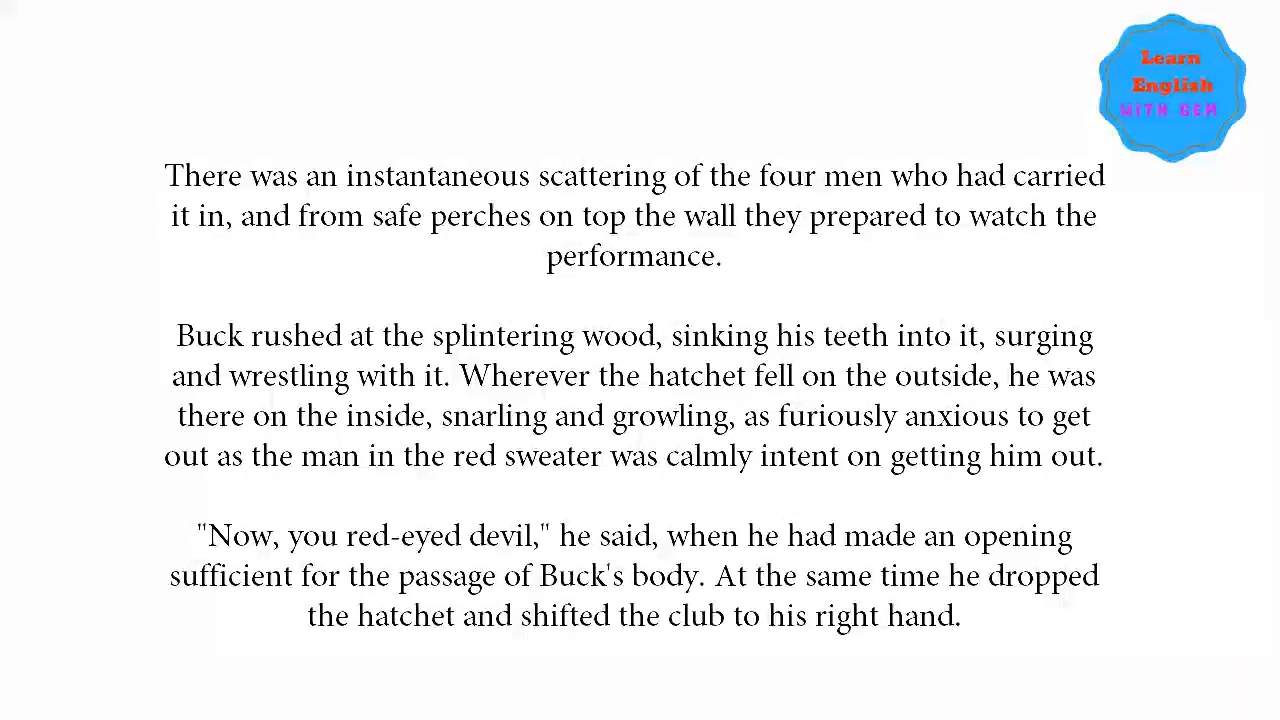 Learn
English
WITH GEM
There was an instantaneous scattering of the four men who had carried
it in, and from safe perches on top the wall they prepared to watch the
performance.
Buck rushed at the splintering wood, sinking his teeth into it, surging
and wrestling with it. Wherever the hatchet fell on the outside, he was
there on the inside, snarling and growling, as furiously anxious to get
out as the man in the red sweater was calmly intent on getting him out.
"Now, you red-eyed devil," he said, when he had made an opening
sufficient for the passage of Buck's body. At the same time he dropped
the hatchet and shifted the club to his right hand.